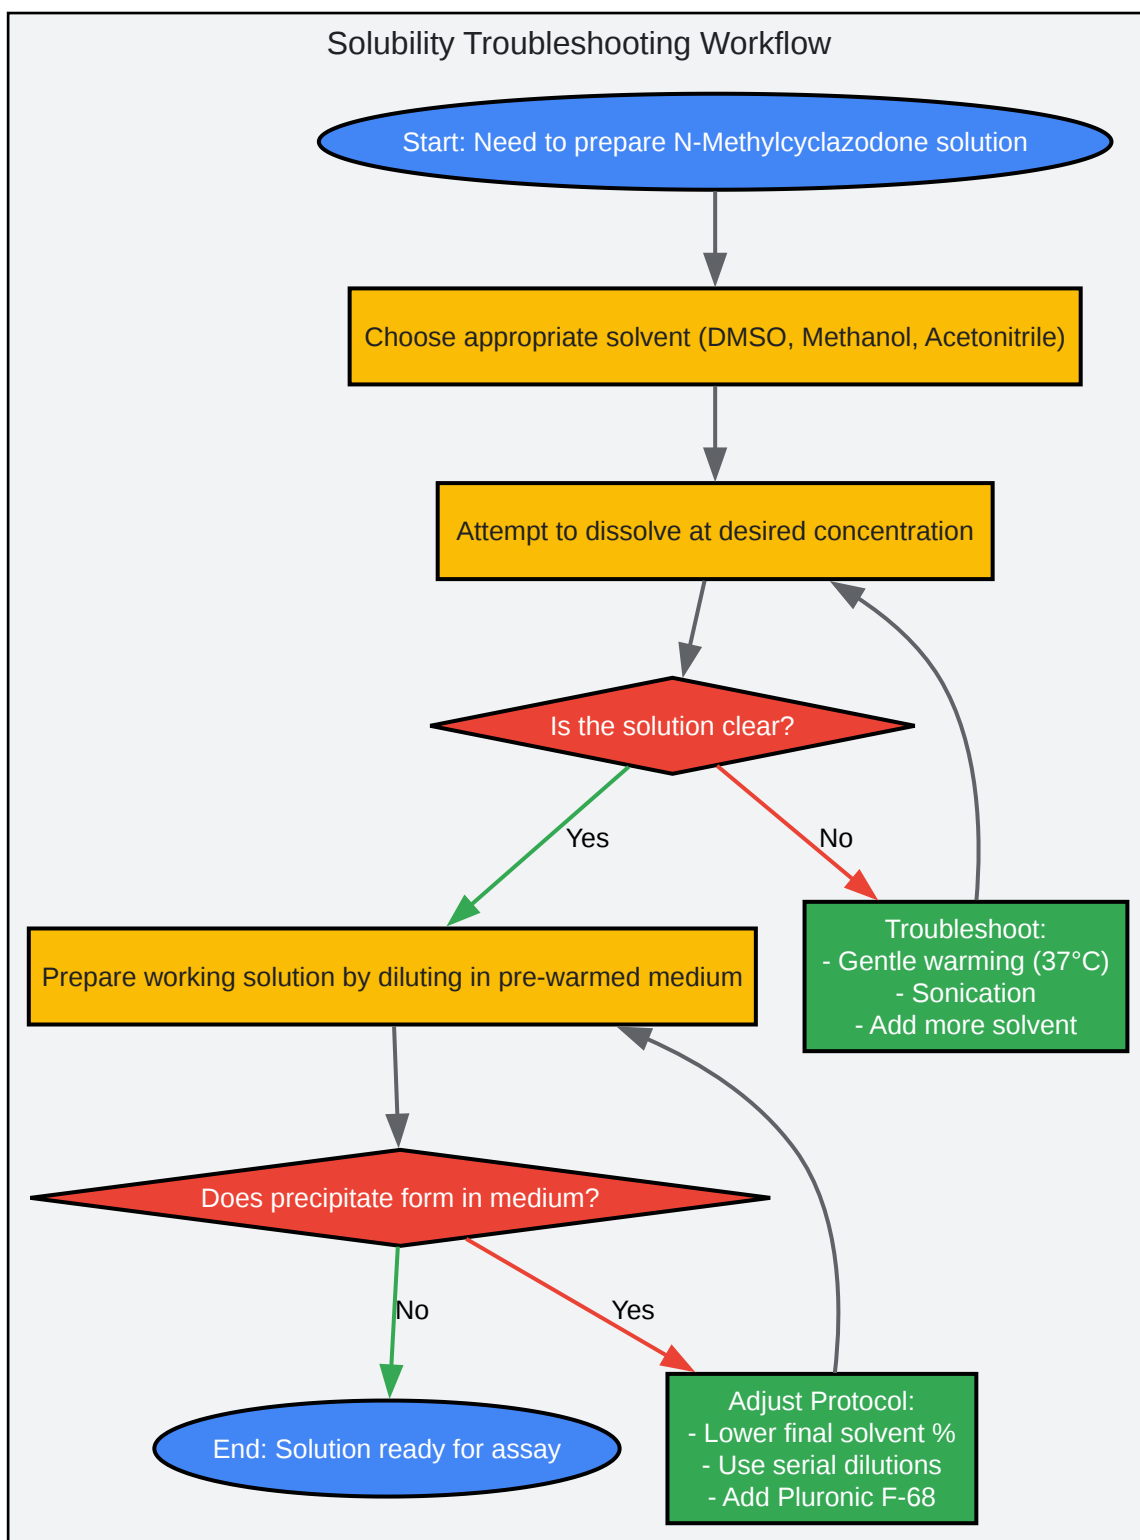 Solubility Troubleshooting Workflow
Start: Need to prepare N-Methylcyclazodone solution
Choose appropriate solvent (DMSO, Methanol, Acetonitrile)
Attempt to dissolve at desired concentration
Is the solution clear?
Yes
No
Troubleshoot:
- Gentle warming (37°C)
- Sonication
- Add more solvent
Prepare working solution by diluting in pre-warmed medium
Does precipitate form in medium?
No
Yes
Adjust Protocol:
- Lower final solvent %
- Use serial dilutions
- Add Pluronic F-68
End: Solution ready for assay